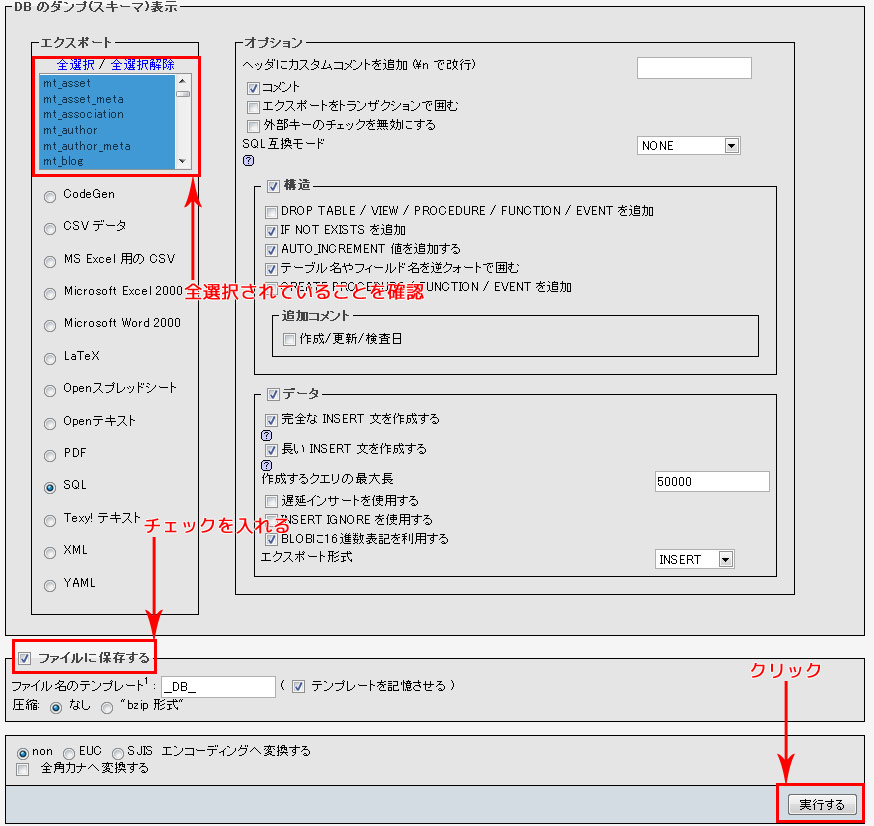 DB のダンプ(スキーマ)表示
エクスポート
全選択 / 全選択解除
mt_asset
mt_asset_meta
mt_association
mt_author
mt_author_meta
mt_blog
CodeGen
CSV データ
MS Excel 用の CSV
Microsoft Excel 2000
Microsoft Word 2000
LaTeX
Openスプレッドシート
Openテキスト
PDF
SQL
Texy! テキスト
XML
YAML
全選択されていることを確認
オプション
ヘッダにカスタムコメントを追加 (\n で改行)
コメント
エクスポートをトランザクションで囲む
外部キーのチェックを無効にする
SQL 互換モード
NONE
構造
DROP TABLE / VIEW / PROCEDURE / FUNCTION / EVENT を追加
IF NOT EXISTS を追加
AUTO_INCREMENT 値を追加する
テーブル名やフィールド名を逆クォートで囲む
CREATE PROCEDURE / FUNCTION / EVENT を追加
追加コメント
作成/更新/検査日
データ
完全な INSERT 文を作成する
長い INSERT 文を作成する
作成するクエリの最大長
50000
遅延インサートを使用する
INSERT IGNORE を使用する
BLOBに16進数表記を利用する
エクスポート形式
INSERT
チェックを入れる
ファイルに保存する
ファイル名のテンプレート1 : _DB_ ( テンプレートを記憶させる )
圧縮: なし "bzip 形式"
クリック
non EUC SJIS エンコーディングへ変換する
全角カナへ変換する
実行する